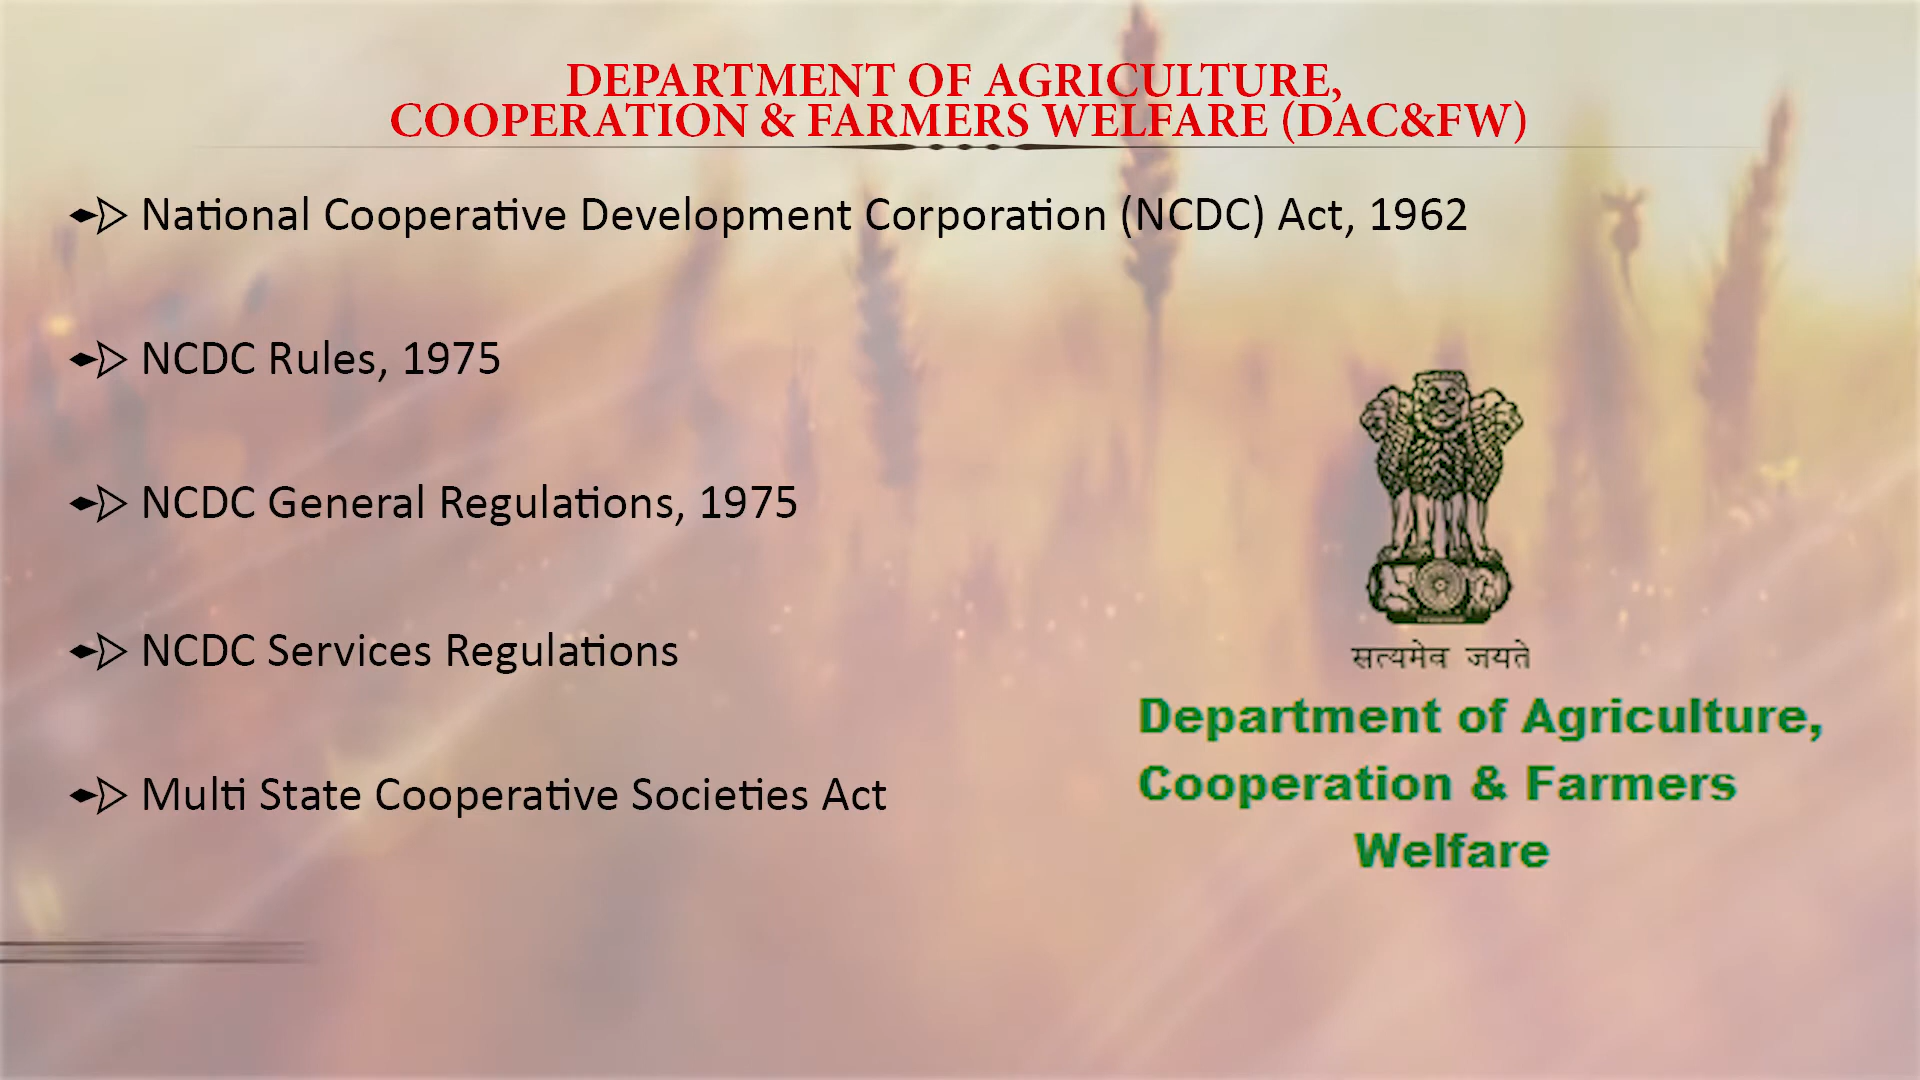 DEPARTMENT OF AGRICULTURE,
COOPERATION & FARMERS WELFARE (DAC&FW)
National Cooperative Development Corporation (NCDC) Act, 1962
NCDC Rules, 1975
NCDC General Regulations, 1975
NCDC Services Regulations
Multi State Cooperative Societies Act
सत्यमेव जयते
Department of Agriculture,
Cooperation & Farmers
Welfare